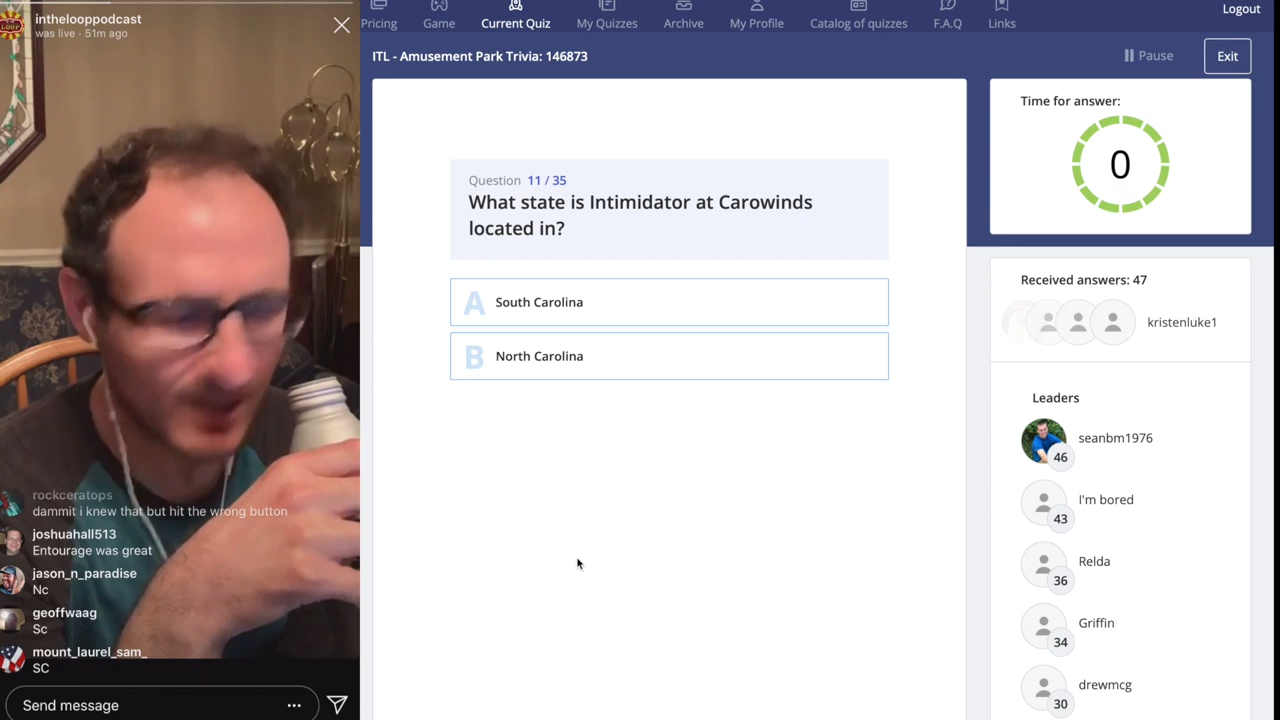 inthelooppodcast
was live · 51m ago
LOOP
rockceratops
dammit i knew that but hit the wrong button
joshuahall513
Entourage was great
jason_n_paradise
Nc
geoffwaag
Sc
mount_laurel_sam_
SC
Send message
Pricing
Game
Current Quiz
My Quizzes
Archive
My Profile
Catalog of quizzes
F.A.Q
Links
Logout
ITL - Amusement Park Trivia: 146873
Pause
Exit
Question 11 / 35
What state is Intimidator at Carowinds
located in?
A South Carolina
B North Carolina
Time for answer:
0
Received answers: 47
kristenluke1
Leaders
seanbm1976
46
I'm bored
43
Relda
36
Griffin
34
drewmcg
30